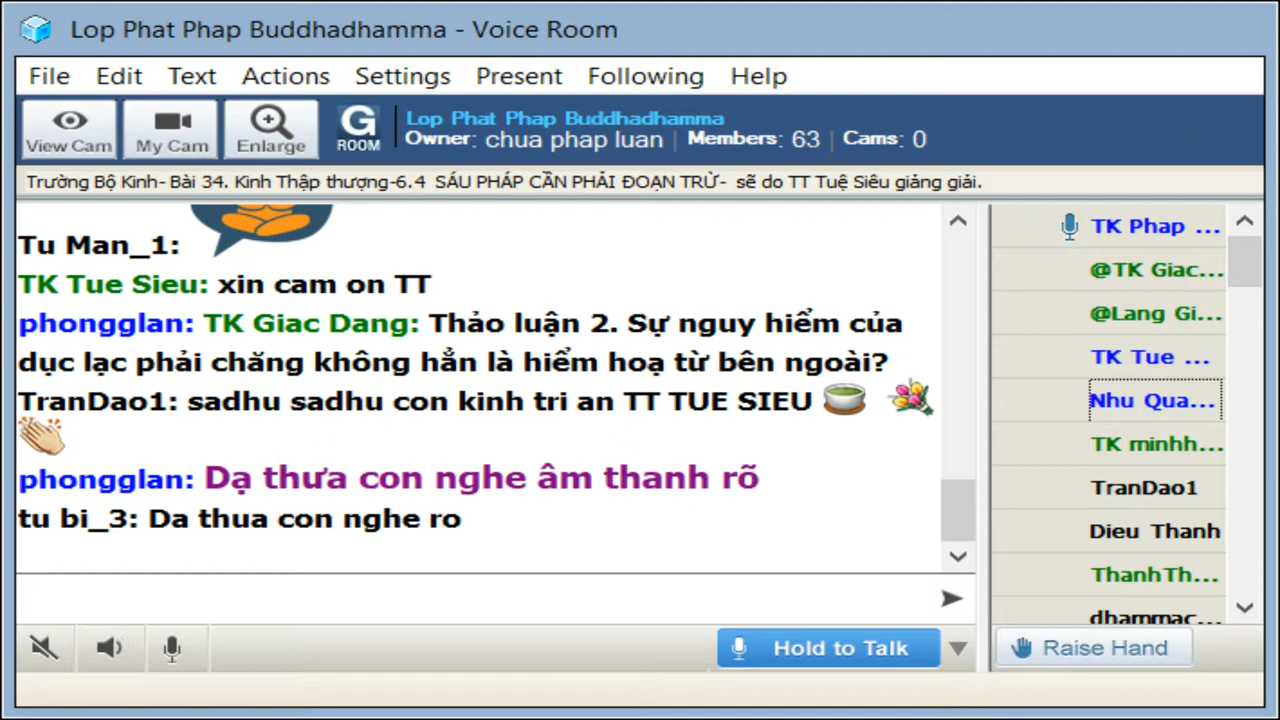 Lop Phat Phap Buddhadhamma - Voice Room
File Edit Text Actions Settings Present Following Help
View Cam My Cam Enlarge G ROOM
Lop Phat Phap Buddhadhamma
Owner: chua phap luan | Members: 63 | Cams: 0
Trường Bộ Kinh- Bài 34. Kinh Thập thượng-6.4 SÁU PHÁP CẦN PHẢI ĐOẠN TRỪ- sẽ do TT Tuệ Siêu giảng giải.
Tu Man_1:
TK Tue Sieu: xin cam on TT
phongglan: TK Giac Dang: Thảo luận 2. Sự nguy hiểm của
dục lạc phải chăng không hẳn là hiểm hoạ từ bên ngoài?
TranDao1: sadhu sadhu con kinh tri an TT TUE SIEU
phongglan: Dạ thưa con nghe âm thanh rõ
tu bi_3: Da thua con nghe ro
TK Phap ...
@TK Giac...
@Lang Gi...
TK Tue ...
Nhu Qua...
TK minhh...
TranDao1
Dieu Thanh
ThanhTh...
dhammac...
Hold to Talk
Raise Hand